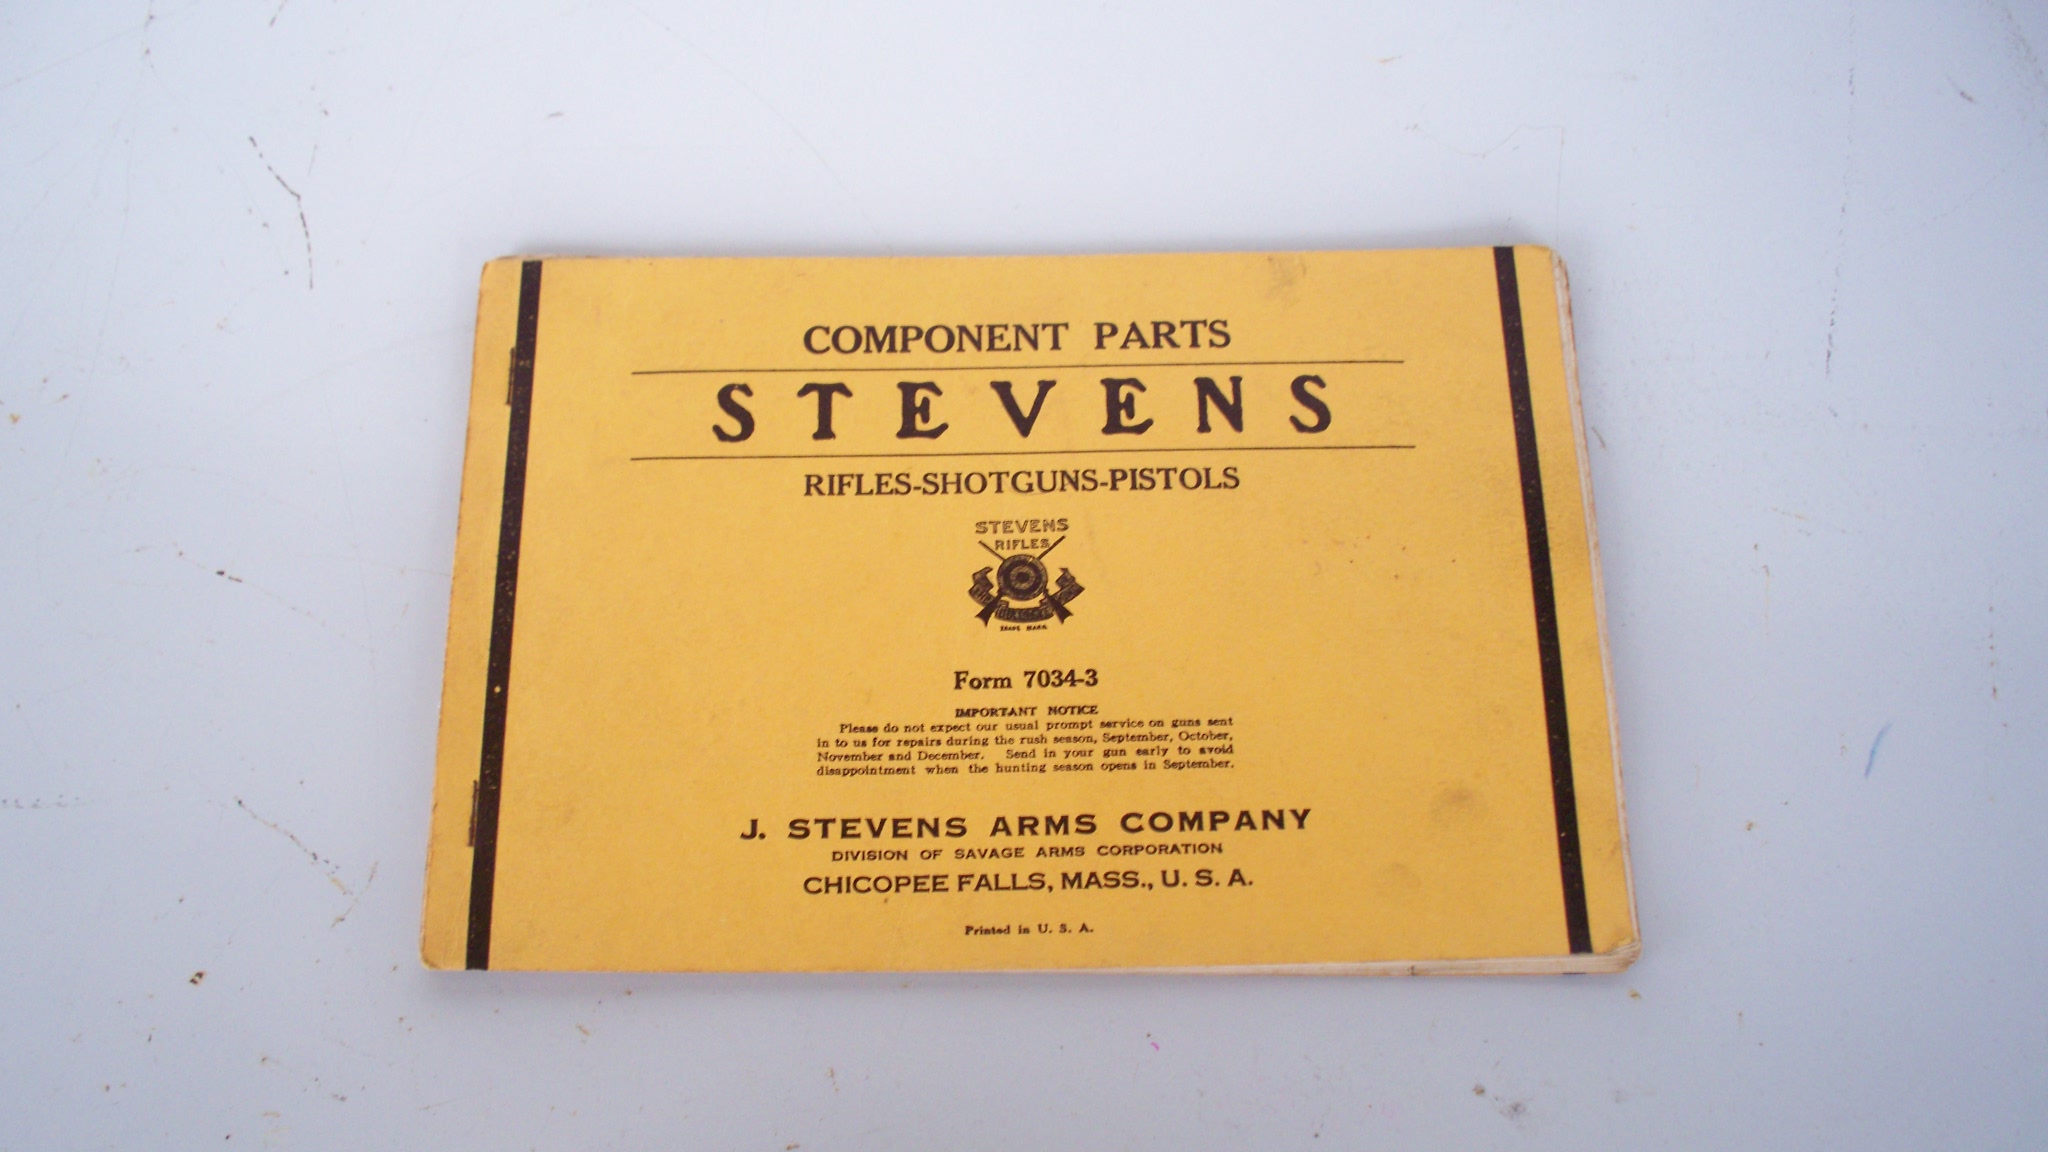 COMPONENT PARTS
STEVENS
RIFLES-SHOTGUNS-PISTOLS
STEVENS
RIFLES
TRADE MARK
Form 7034-3
IMPORTANT NOTICE
Please do not expect our usual prompt service on guns sent
in to us for repairs during the rush season, September, October,
November and December. Send in your gun early to avoid
disappointment when the hunting season opens in September.
J. STEVENS ARMS COMPANY
DIVISION OF SAVAGE ARMS CORPORATION
CHICOPEE FALLS, MASS., U. S. A.
Printed in U. S. A.